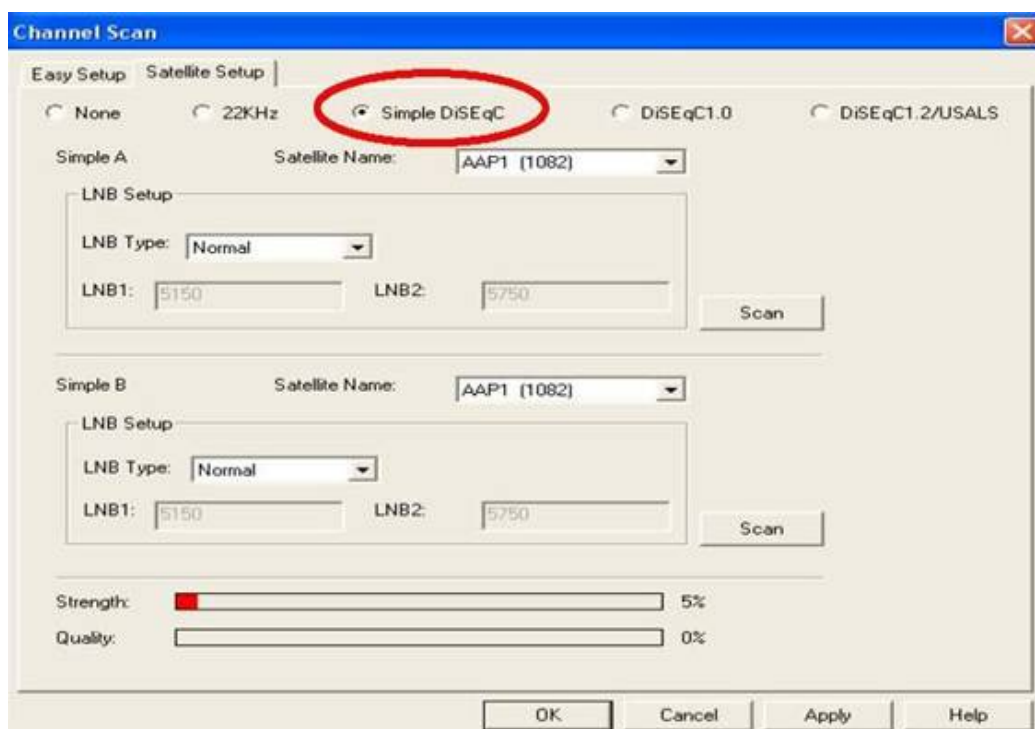 Channel Scan
Easy Setup Satellite Setup
None 22KHz Simple DiSEqC DiSEqC1.0 DiSEqC1.2/USALS
Simple A Satellite Name: AAP1 (1082)
LNB Setup
LNB Type: Normal
LNB1: 5150 LNB2: 5750
Scan
Simple B Satellite Name: AAP1 (1082)
LNB Setup
LNB Type: Normal
LNB1: 5150 LNB2: 5750
Scan
Strength: 5%
Quality: 0%
OK Cancel Apply Help